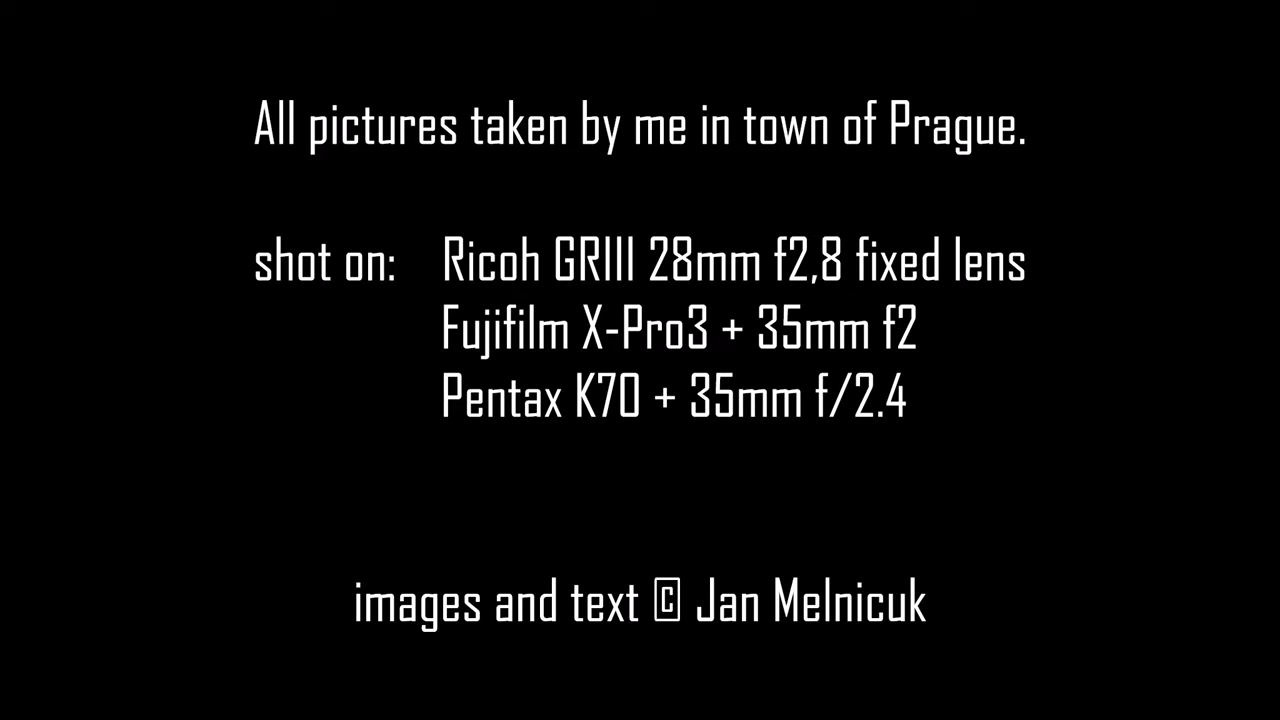 All pictures taken by me in town of Prague.
shot on: Ricoh GRIII 28mm f2,8 fixed lens
Fujifilm X-Pro3 + 35mm f2
Pentax K70 + 35mm f/2.4
images and text © Jan Melnicuk